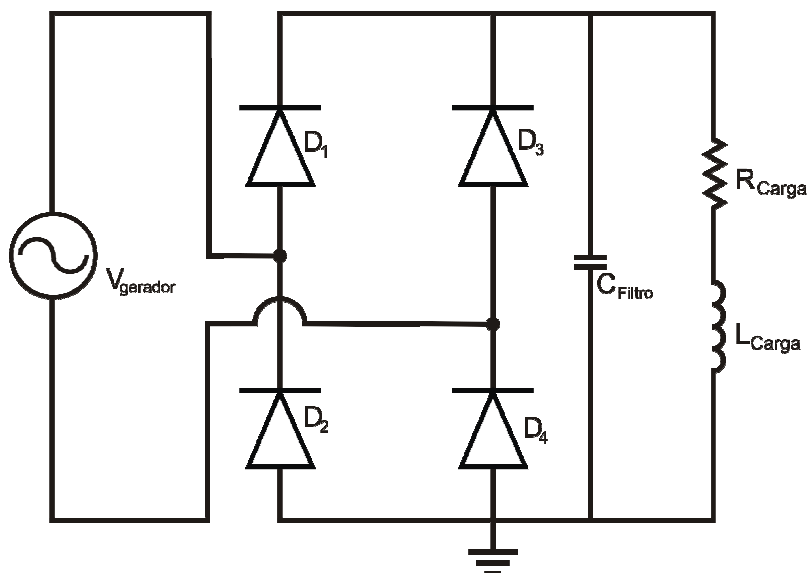 D1
D3
RCarga
Vgerador
CFiltro
LCarga
D2
D4